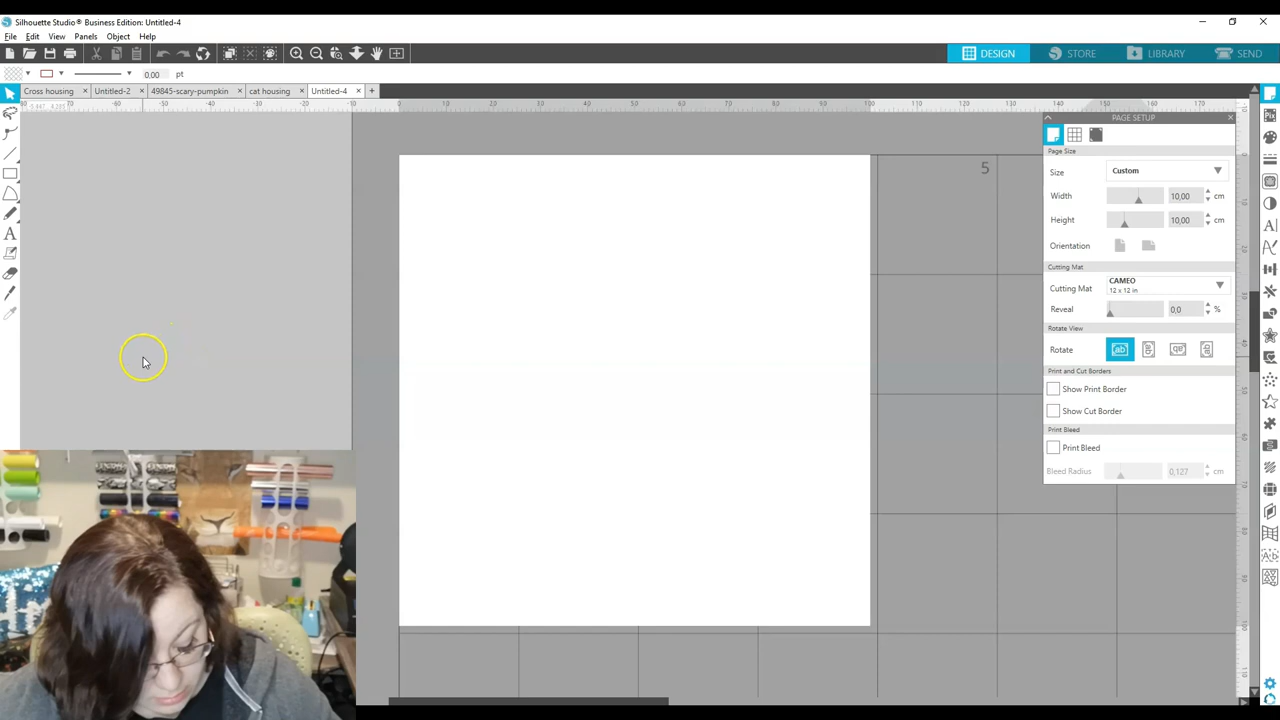 Silhouette Studio® Business Edition: Untitled-4
File Edit View Panels Object Help
DESIGN STORE LIBRARY SEND
0,00 pt
Cross housing Untitled-2 49845-scary-pumpkin cat housing Untitled-4
PAGE SETUP
Page Size
Size Custom
Width 10,00 cm
Height 10,00 cm
Orientation
Cutting Mat
Cutting Mat CAMEO
12 x 12 in
Reveal 0,0 %
Rotate View
Rotate
Print and Cut Borders
Show Print Border
Show Cut Border
Print Bleed
Print Bleed
Bleed Radius 0,127 cm
5